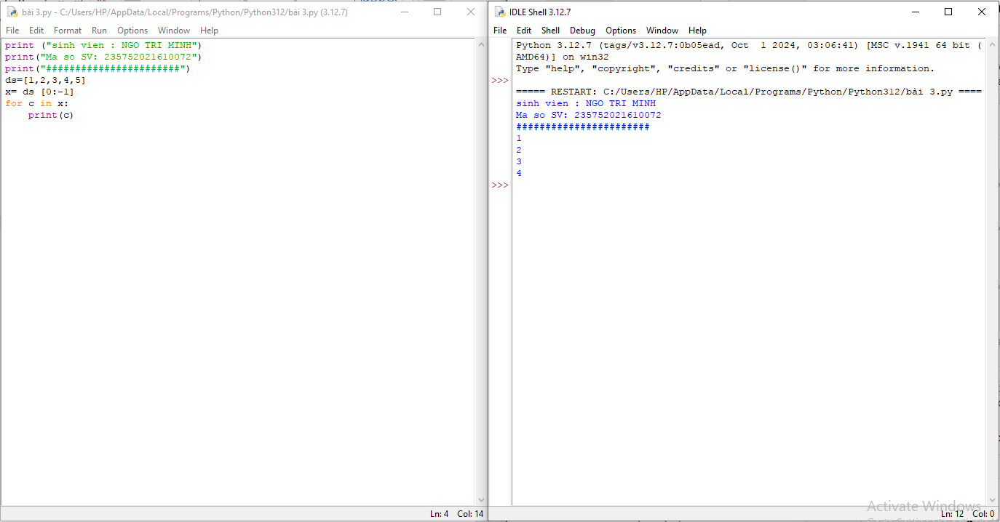 bài 3.py - C:/Users/HP/AppData/Local/Programs/Python/Python312/bài 3.py (3.12.7)
File Edit Format Run Options Window Help
print ("sinh vien : NGO TRI MINH")
print("Ma so SV: 235752021610072")
print("#######################")
ds=[1,2,3,4,5]
x= ds [0:-1]
for c in x:
    print(c)
Ln: 4 Col: 14
IDLE Shell 3.12.7
File Edit Shell Debug Options Window Help
Python 3.12.7 (tags/v3.12.7:0b05ead, Oct  1 2024, 03:06:41) [MSC v.1941 64 bit (
AMD64)] on win32
Type "help", "copyright", "credits" or "license()" for more information.
>>>
===== RESTART: C:/Users/HP/AppData/Local/Programs/Python/Python312/bài 3.py ====
sinh vien : NGO TRI MINH
Ma so SV: 235752021610072
#######################
1
2
3
4
>>>
Activate Windows
Ln: 12 Col: 0